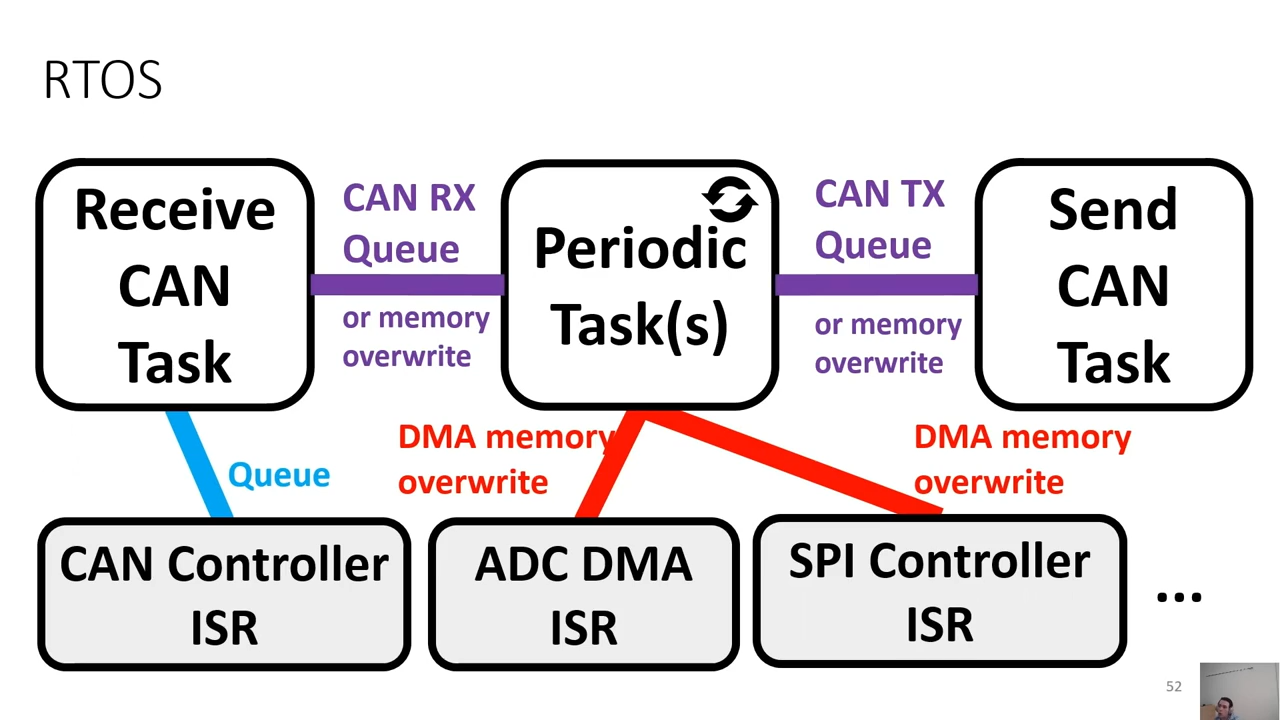 RTOS
Receive
CAN
Task
CAN RX
Queue
or memory
overwrite
Periodic
Task(s)
CAN TX
Queue
or memory
overwrite
Send
CAN
Task
Queue
DMA memory
overwrite
DMA memory
overwrite
CAN Controller
ISR
ADC DMA
ISR
SPI Controller
ISR
...
52